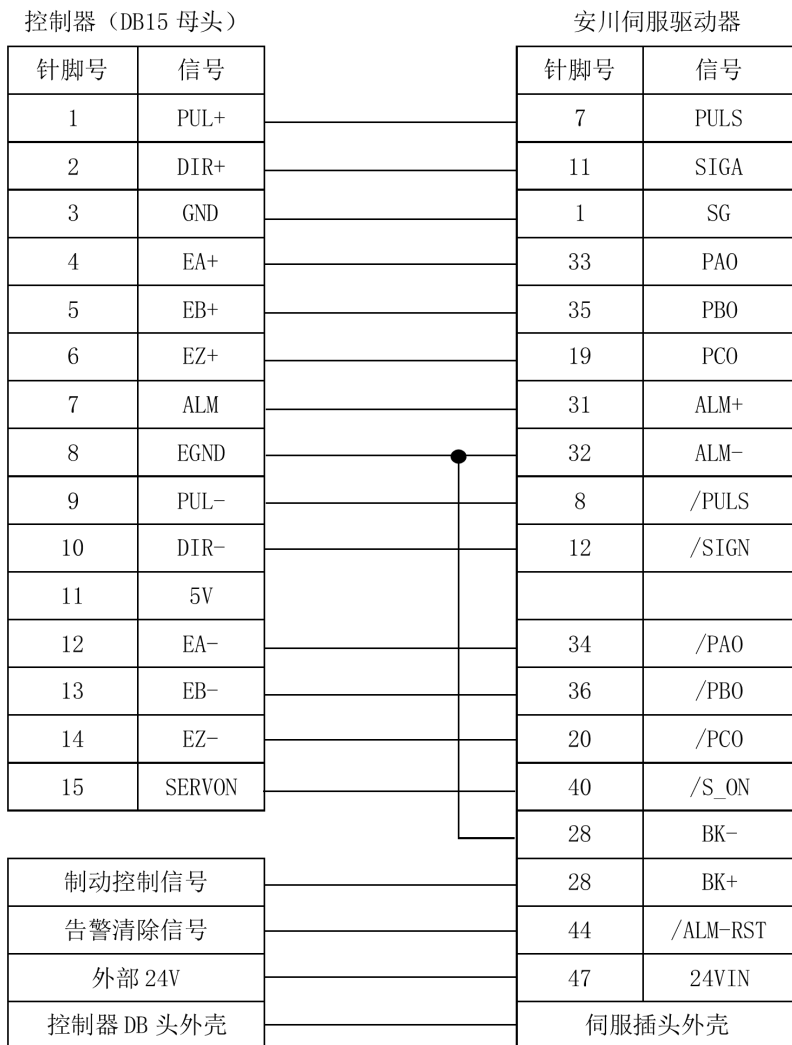 控制器（DB15 母头） 安川伺服驱动器
针脚号 信号 针脚号 信号
1 PUL+ 7 PULS
2 DIR+ 11 SIGA
3 GND 1 SG
4 EA+ 33 PAO
5 EB+ 35 PBO
6 EZ+ 19 PCO
7 ALM 31 ALM+
8 EGND 32 ALM-
9 PUL- 8 /PULS
10 DIR- 12 /SIGN
11 5V
12 EA- 34 /PAO
13 EB- 36 /PBO
14 EZ- 20 /PCO
15 SERVON 40 /S_ON
28 BK-
制动控制信号 28 BK+
告警清除信号 44 /ALM-RST
外部 24V 47 24VIN
控制器 DB 头外壳 伺服插头外壳